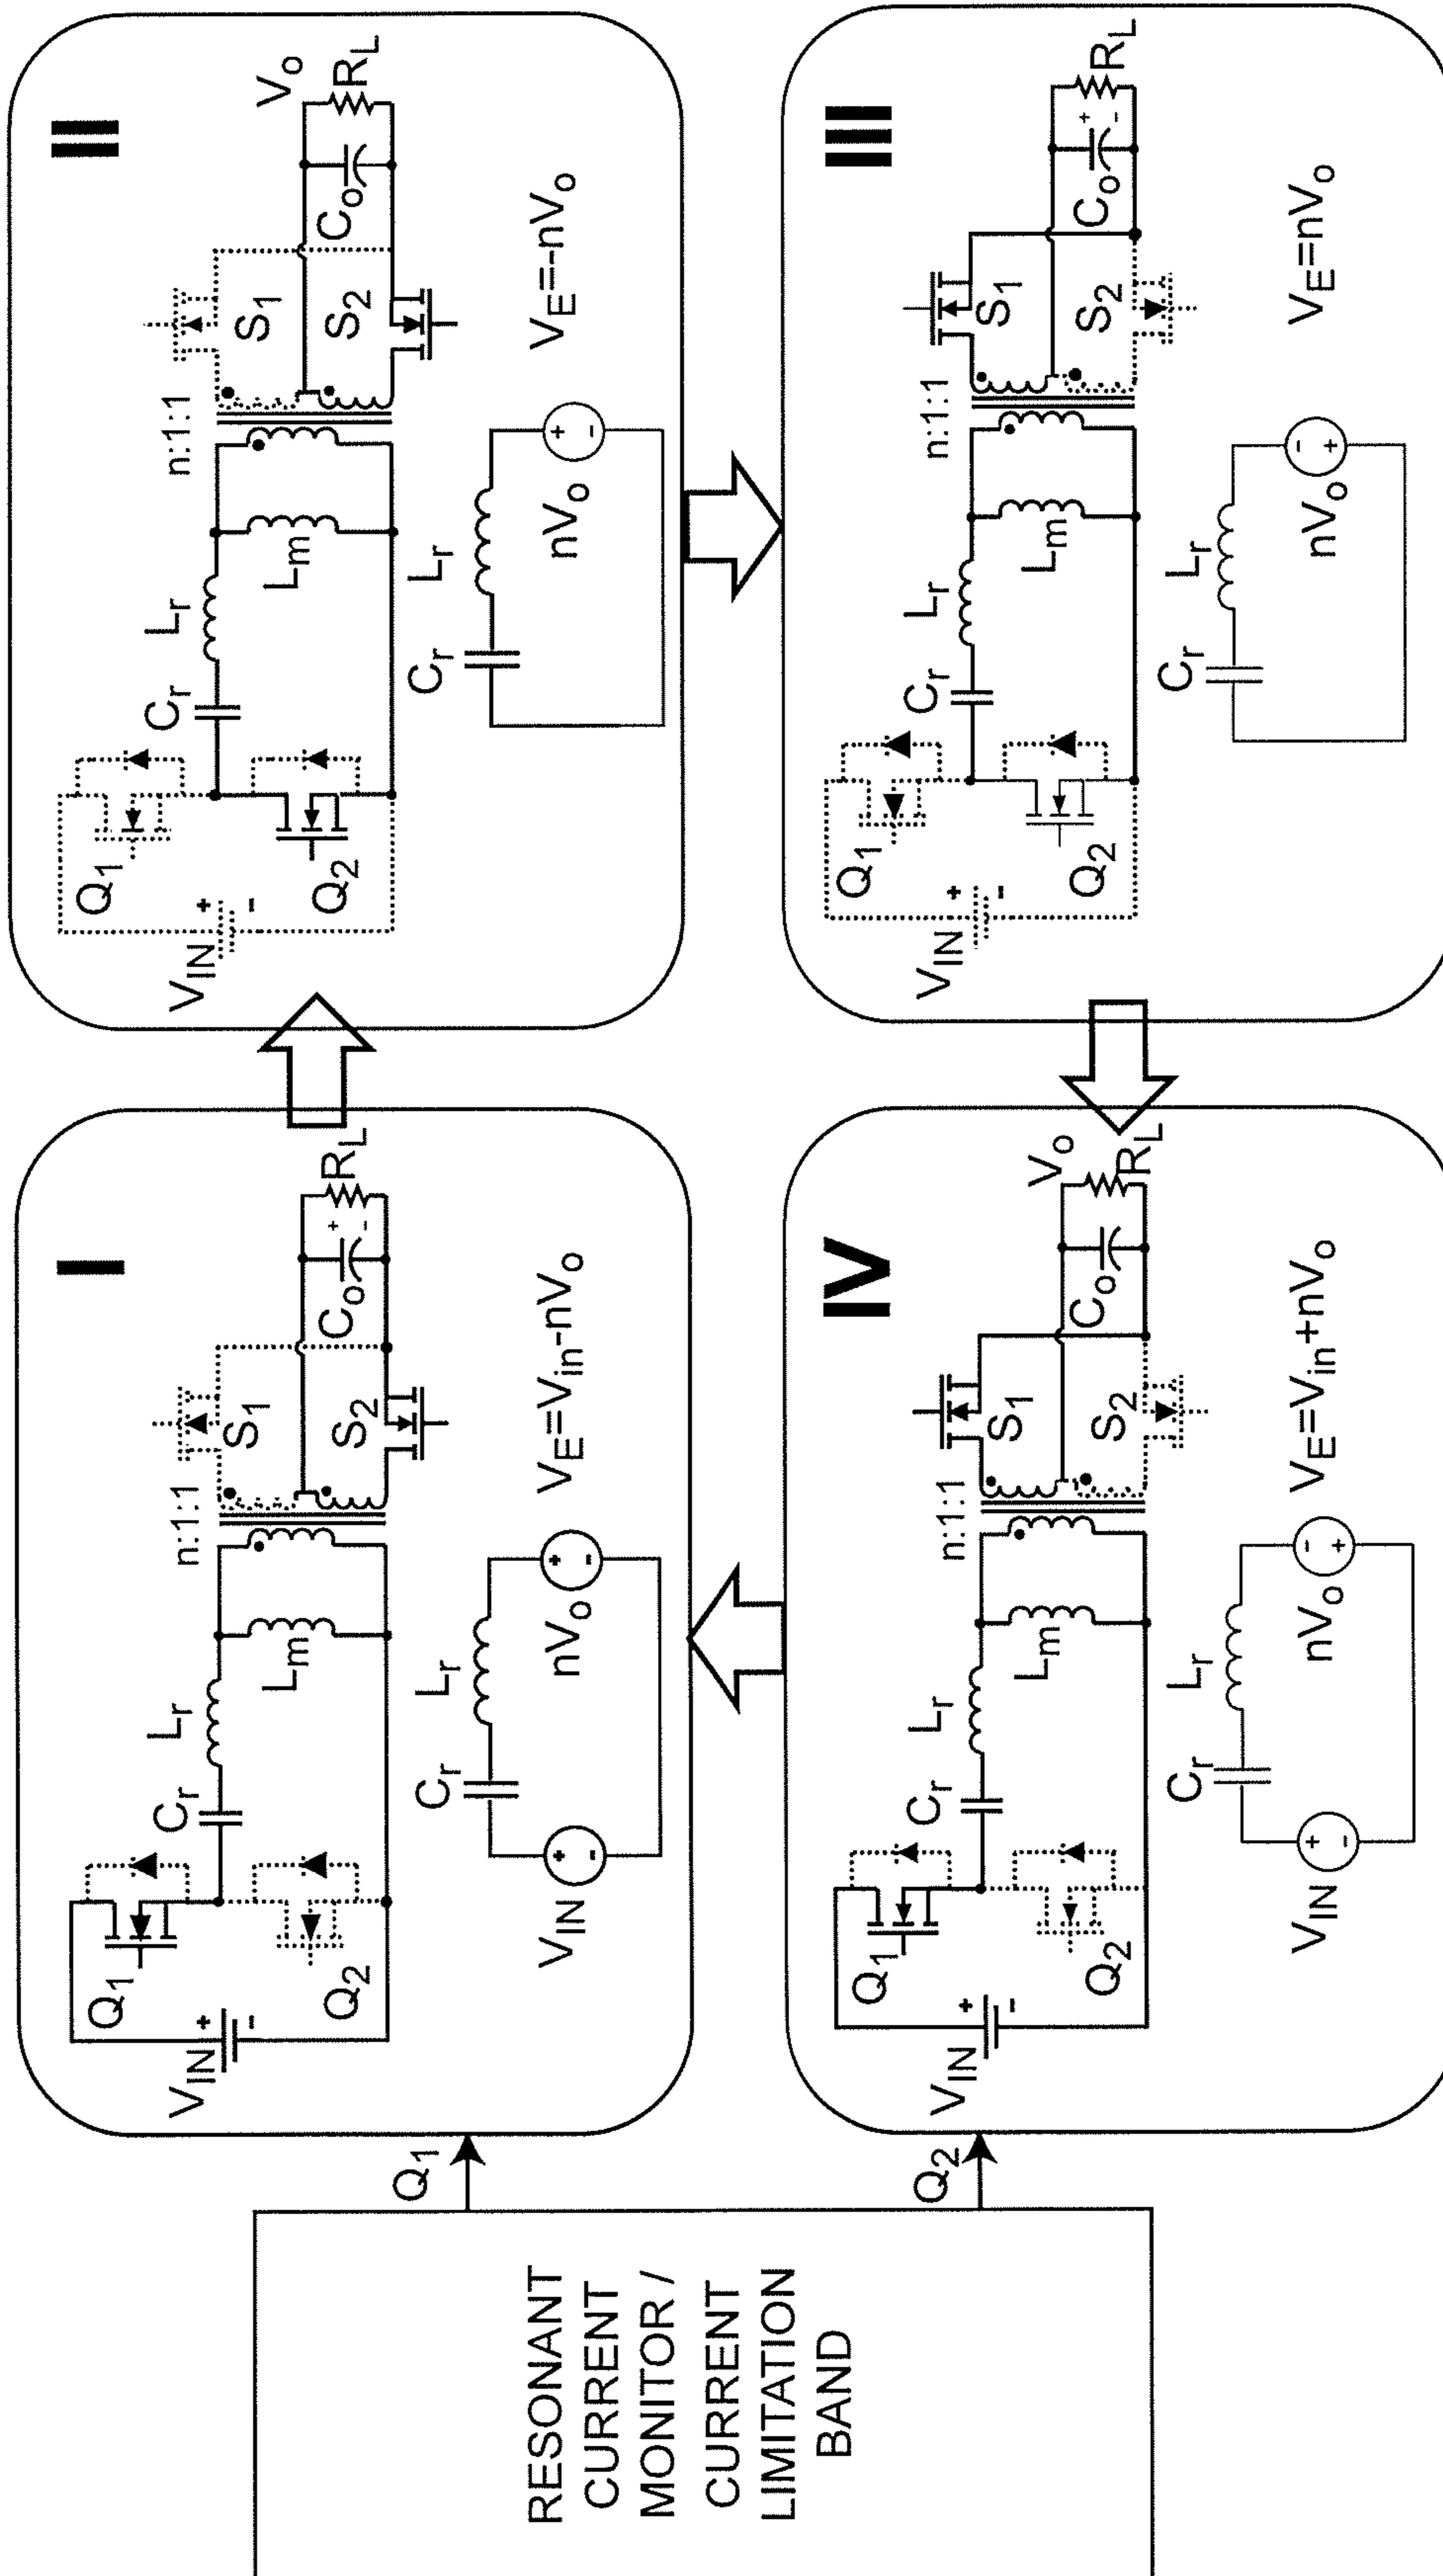 RESONANT
CURRENT
MONITOR /
CURRENT
LIMITATION
BAND
Q1
Q2
I
VIN
+
-
Q1
Q2
Cr
Lr
Lm
n:1:1
S1
S2
Co
+
-
RL
VIN
+
-
Cr
Lr
nVo
+
-
VE=Vin-nVo
II
VIN
+
-
Q1
Q2
Cr
Lr
Lm
n:1:1
S1
S2
Co
Vo
RL
Cr
Lr
nVo
+
-
VE=-nVo
III
VIN
+
-
Q1
Q2
Cr
Lr
Lm
n:1:1
S1
S2
Co
+
-
RL
Cr
Lr
nVo
-
+
VE=nVo
IV
VIN
+
-
Q1
Q2
Cr
Lr
Lm
n:1:1
S1
S2
Co
Vo
RL
VIN
+
-
Cr
Lr
nVo
-
+
VE=Vin+nVo